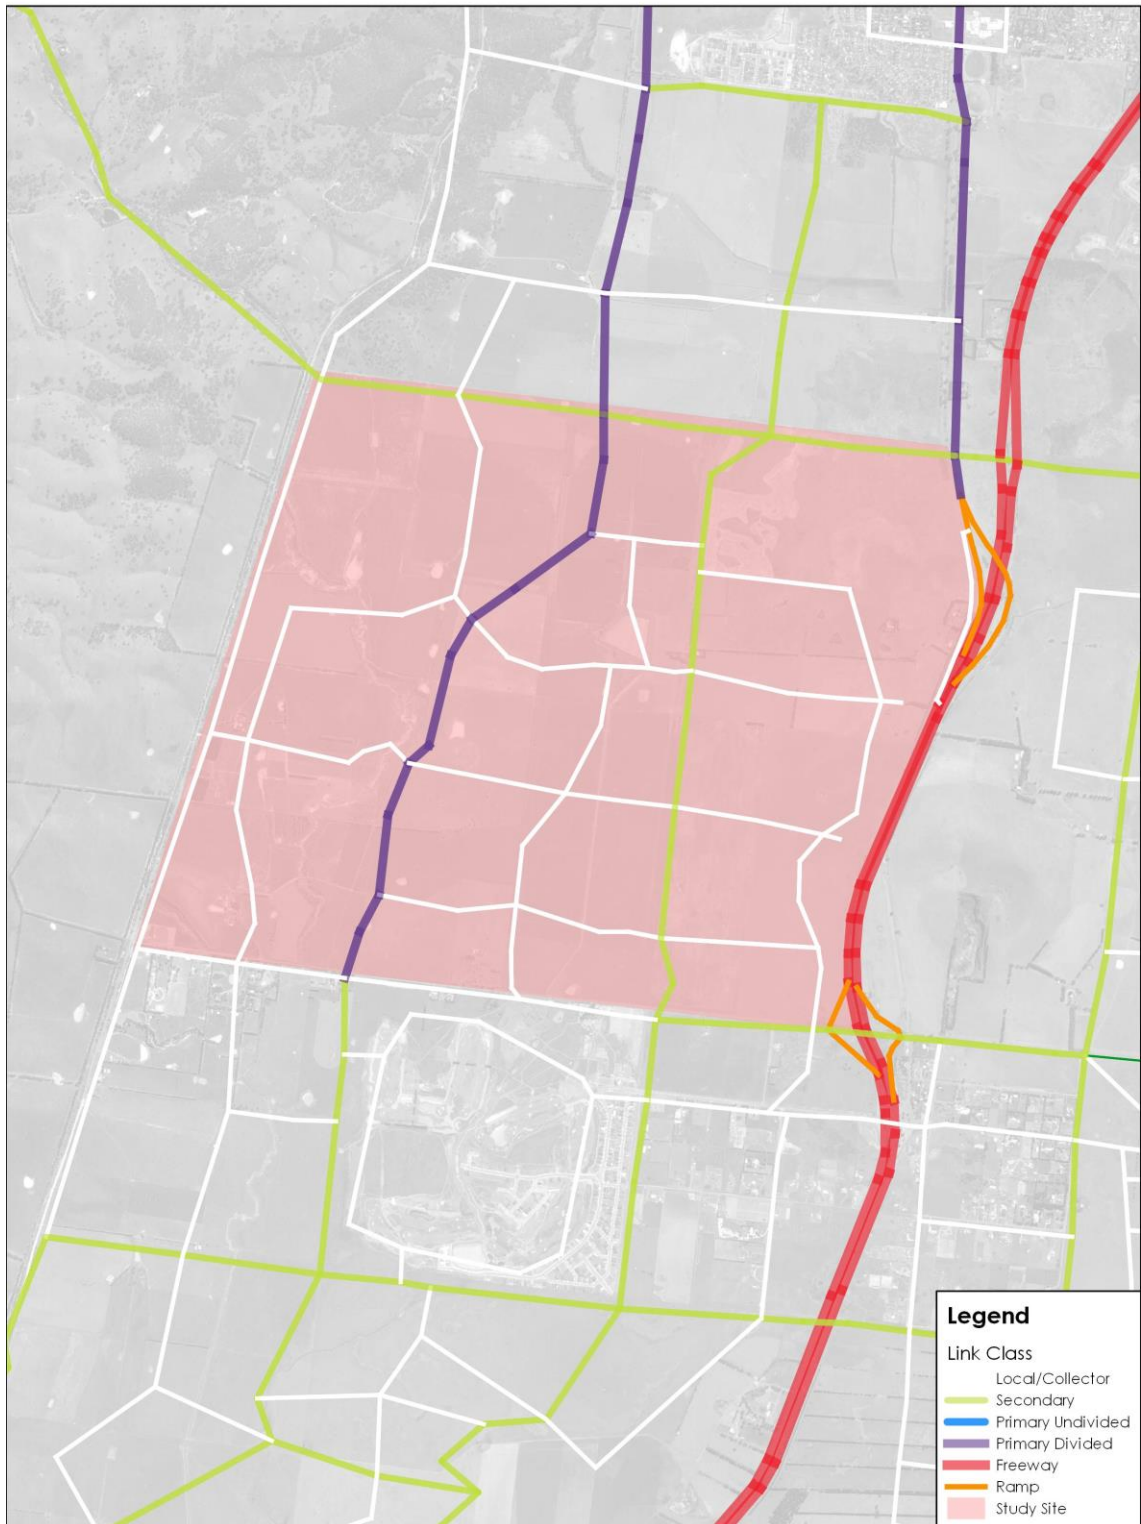 Legend
Link Class
Local/Collector
Secondary
Primary Undivided
Primary Divided
Freeway
Ramp
Study Site